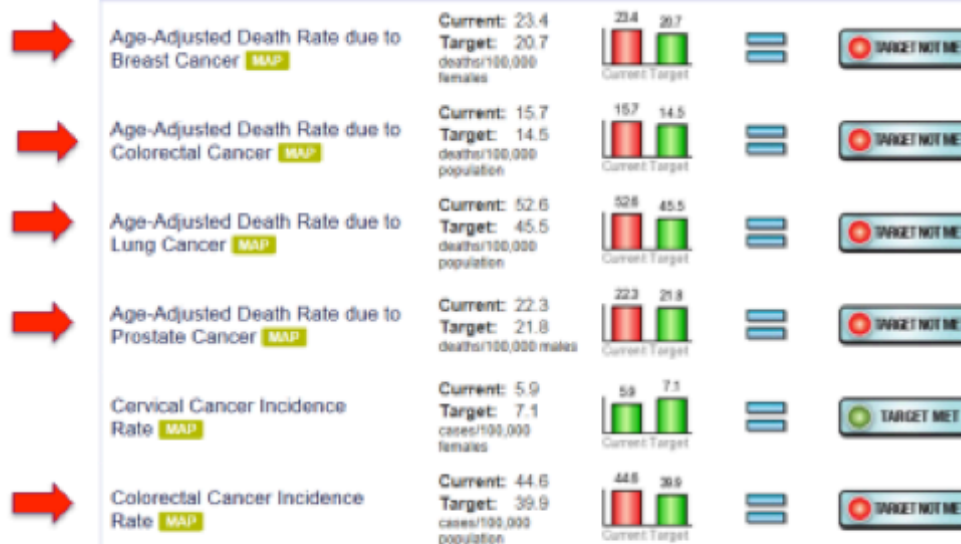 Age-Adjusted Death Rate due to
Breast Cancer MAP
Current: 23.4
Target: 20.7
deaths/100,000
females
23.4 20.7
Current Target
TARGET NOT ME
Age-Adjusted Death Rate due to
Colorectal Cancer MAP
Current: 15.7
Target: 14.5
deaths/100,000
population
15.7 14.5
Current Target
TARGET NOT ME
Age-Adjusted Death Rate due to
Lung Cancer MAP
Current: 52.6
Target: 45.5
deaths/100,000
population
52.6 45.5
Current Target
TARGET NOT ME
Age-Adjusted Death Rate due to
Prostate Cancer MAP
Current: 22.3
Target: 21.8
deaths/100,000 males
22.3 21.8
Current Target
TARGET NOT ME
Cervical Cancer Incidence
Rate MAP
Current: 5.9
Target: 7.1
cases/100,000
females
5.9 7.1
Current Target
TARGET MET
Colorectal Cancer Incidence
Rate MAP
Current: 44.6
Target: 39.9
cases/100,000
population
44.6 39.9
Current Target
TARGET NOT ME